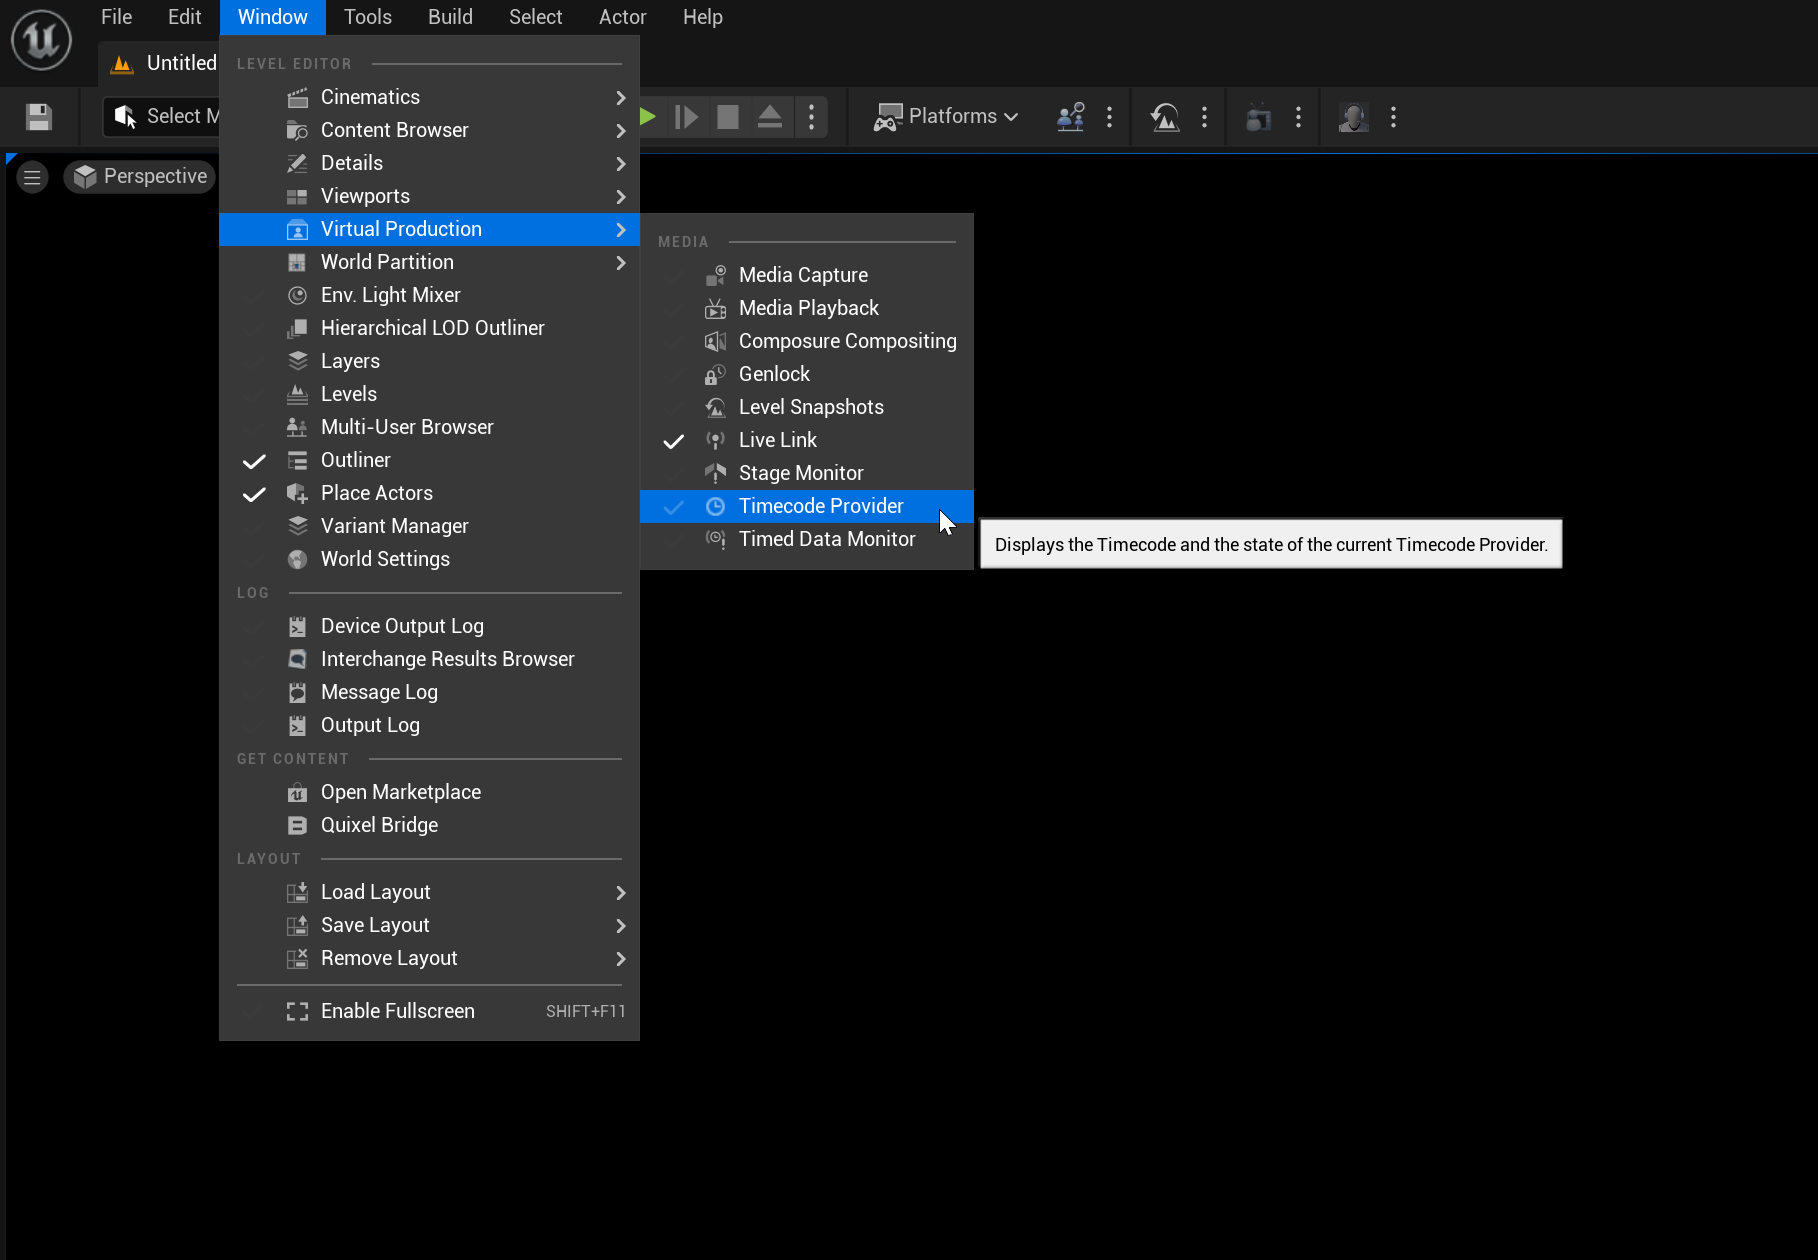 File Edit Window Tools Build Select Actor Help
Untitled
Select M
Platforms
Perspective
LEVEL EDITOR
Cinematics
Content Browser
Details
Viewports
Virtual Production
World Partition
Env. Light Mixer
Hierarchical LOD Outliner
Layers
Levels
Multi-User Browser
Outliner
Place Actors
Variant Manager
World Settings
LOG
Device Output Log
Interchange Results Browser
Message Log
Output Log
GET CONTENT
Open Marketplace
Quixel Bridge
LAYOUT
Load Layout
Save Layout
Remove Layout
Enable Fullscreen SHIFT+F11
MEDIA
Media Capture
Media Playback
Composure Compositing
Genlock
Level Snapshots
Live Link
Stage Monitor
Timecode Provider
Timed Data Monitor
Displays the Timecode and the state of the current Timecode Provider.